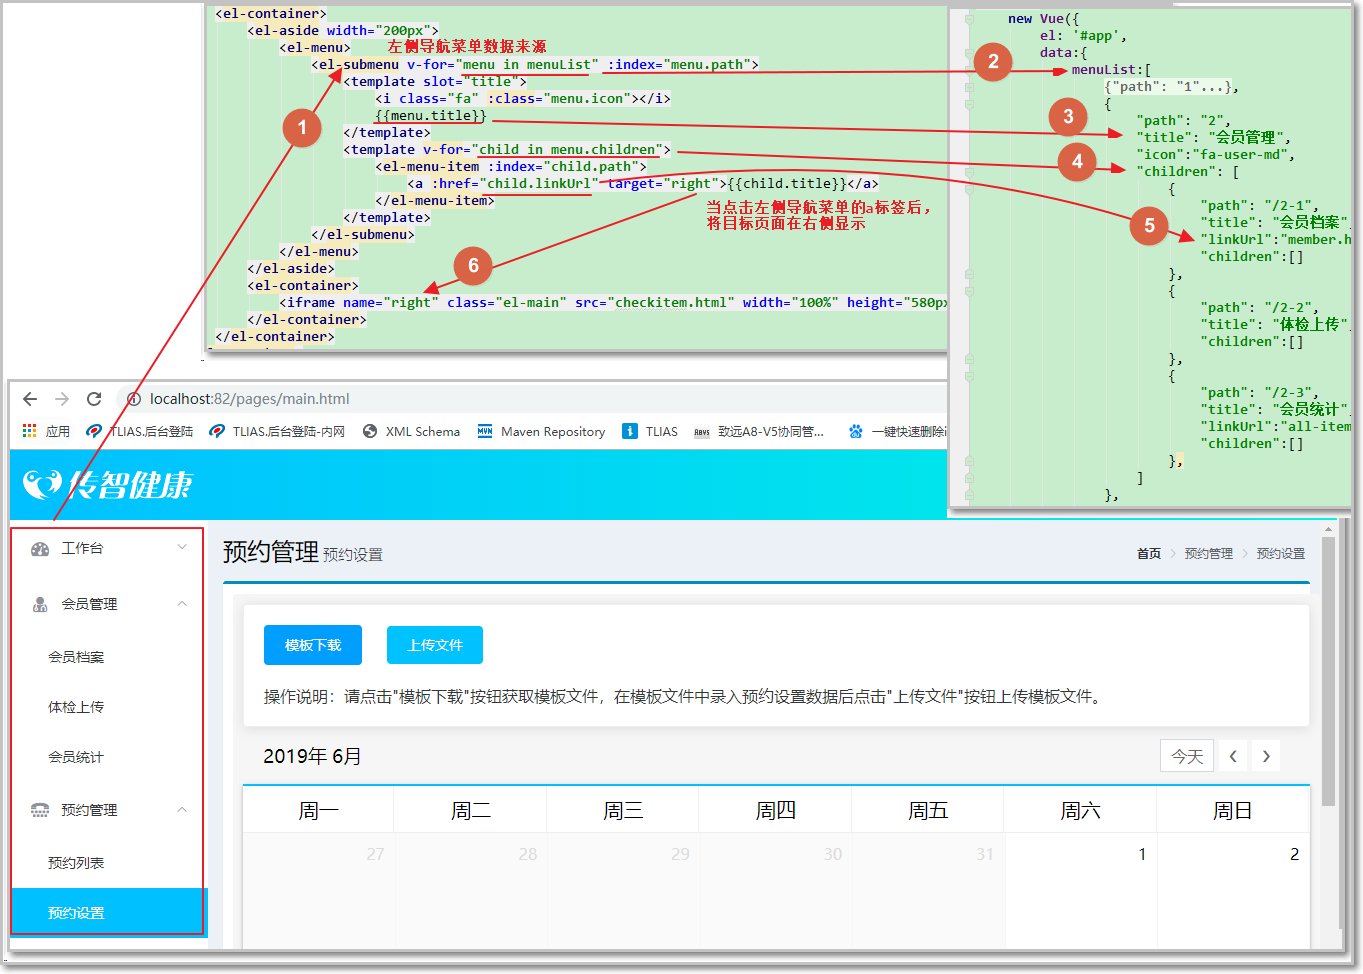 <el-container>
<el-aside width="200px">
<el-menu>
左侧导航菜单数据来源
<el-submenu v-for="menu in menuList" :index="menu.path">
<template slot="title">
<i class="fa" :class="menu.icon"></i>
{{menu.title}}
</template>
<template v-for="child in menu.children">
<el-menu-item :index="child.path">
<a :href="child.linkUrl" target="right">{{child.title}}</a>
</el-menu-item>
当点击左侧导航菜单的a标签后，
将目标页面在右侧显示
</template>
</el-submenu>
</el-menu>
</el-aside>
<el-container>
<iframe name="right" class="el-main" src="checkitem.html" width="100%" height="580px
</el-container>
</el-container>
1
2
3
4
5
6
new Vue({
el: '#app',
data:{
menuList:[
{"path": "1"...},
{
"path": "2",
"title": "会员管理",
"icon":"fa-user-md",
"children": [
{
"path": "/2-1",
"title": "会员档案"
"linkUrl":"member.h
"children":[]
},
{
"path": "/2-2",
"title": "体检上传",
"children":[]
},
{
"path": "/2-3",
"title": "会员统计",
"linkUrl":"all-item
"children":[]
},
]
},
localhost:82/pages/main.html
应用 TLIAS.后台登陆 TLIAS.后台登陆-内网 XML Schema Maven Repository TLIAS 致远A8-V5协同管... 一键快速删除
传智健康
工作台
会员管理
会员档案
体检上传
会员统计
预约管理
预约列表
预约设置
预约管理 预约设置
首页 > 预约管理 > 预约设置
模板下载 上传文件
操作说明：请点击"模板下载"按钮获取模板文件，在模板文件中录入预约设置数据后点击"上传文件"按钮上传模板文件。
2019年 6月
今天 ‹ ›
周一 周二 周三 周四 周五 周六 周日
27 28 29 30 31 1 2